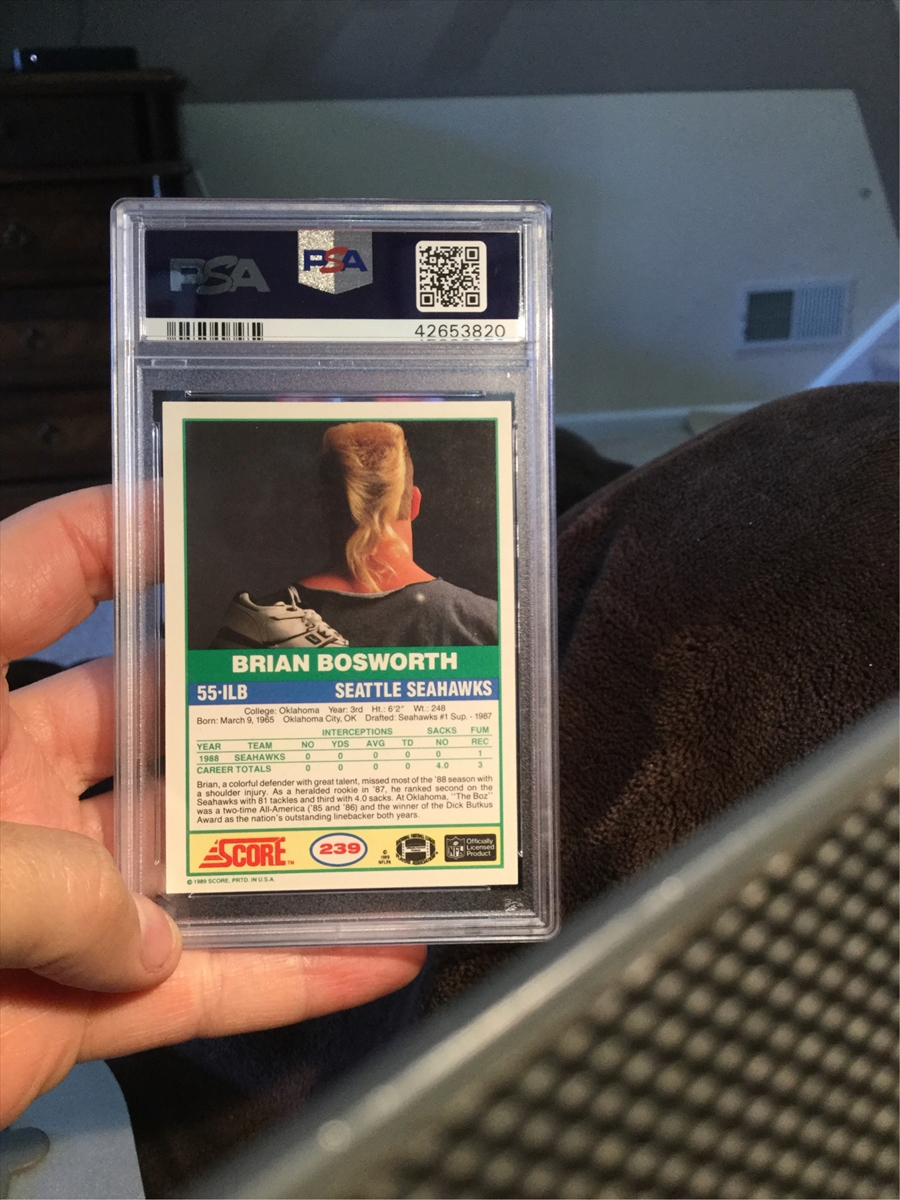 PSA
PSA
42653820
BRIAN BOSWORTH
55·ILB SEATTLE SEAHAWKS
College: Oklahoma Year: 3rd Ht.: 6'2" Wt.: 248
Born: March 9, 1965 Oklahoma City, OK Drafted: Seahawks #1 Sup. - 1987
INTERCEPTIONS SACKS FUM
YEAR TEAM NO YDS AVG TD NO REC
1988 SEAHAWKS 0 0 0 0 0 1
CAREER TOTALS 0 0 0 0 4.0 3
Brian, a colorful defender with great talent, missed most of the '88 season with
a shoulder injury. As a heralded rookie in '87, he ranked second on the
Seahawks with 81 tackles and third with 4.0 sacks. At Oklahoma, "The Boz"
was a two-time All-America ('85 and '86) and the winner of the Dick Butkus
Award as the nation's outstanding linebacker both years.
SCORE™ 239
© 1989 NFLPA
NFL
Officially
Licensed
Product
© 1989 SCORE, PRTD. IN U.S.A.